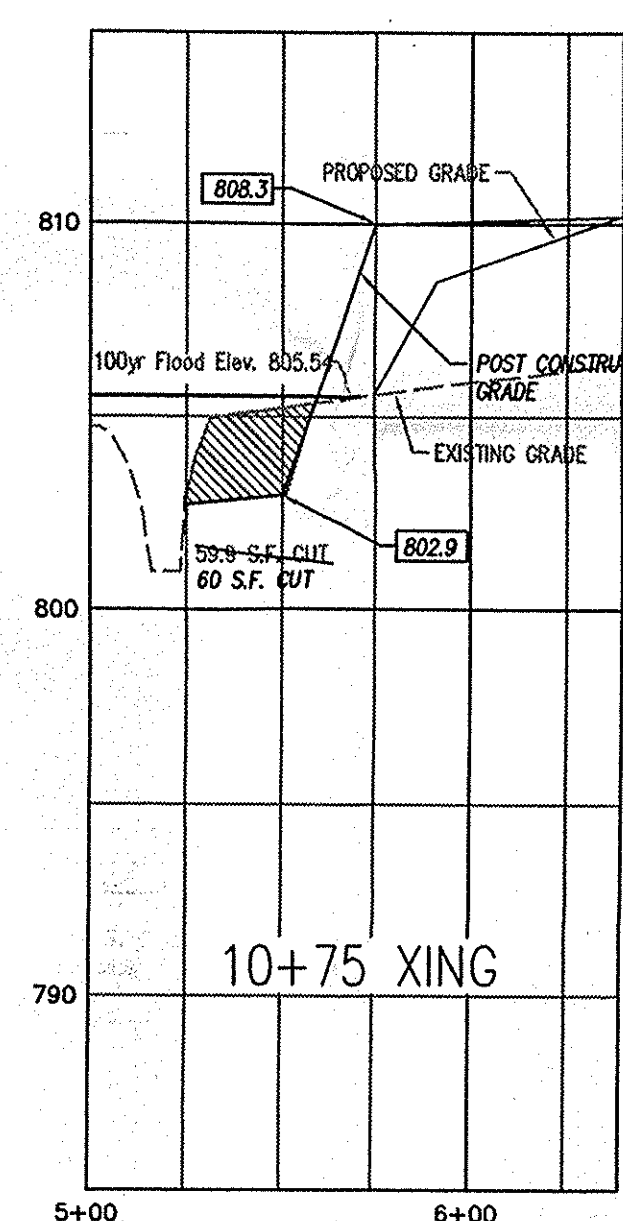 PROPOSED GRADE
808.3
810
100yr Flood Elev. 805.54
POST CONSTRU
GRADE
EXISTING GRADE
59.9 S.F. CUT
802.9
60 S.F. CUT
800
10+75 XING
790
5+00
6+00